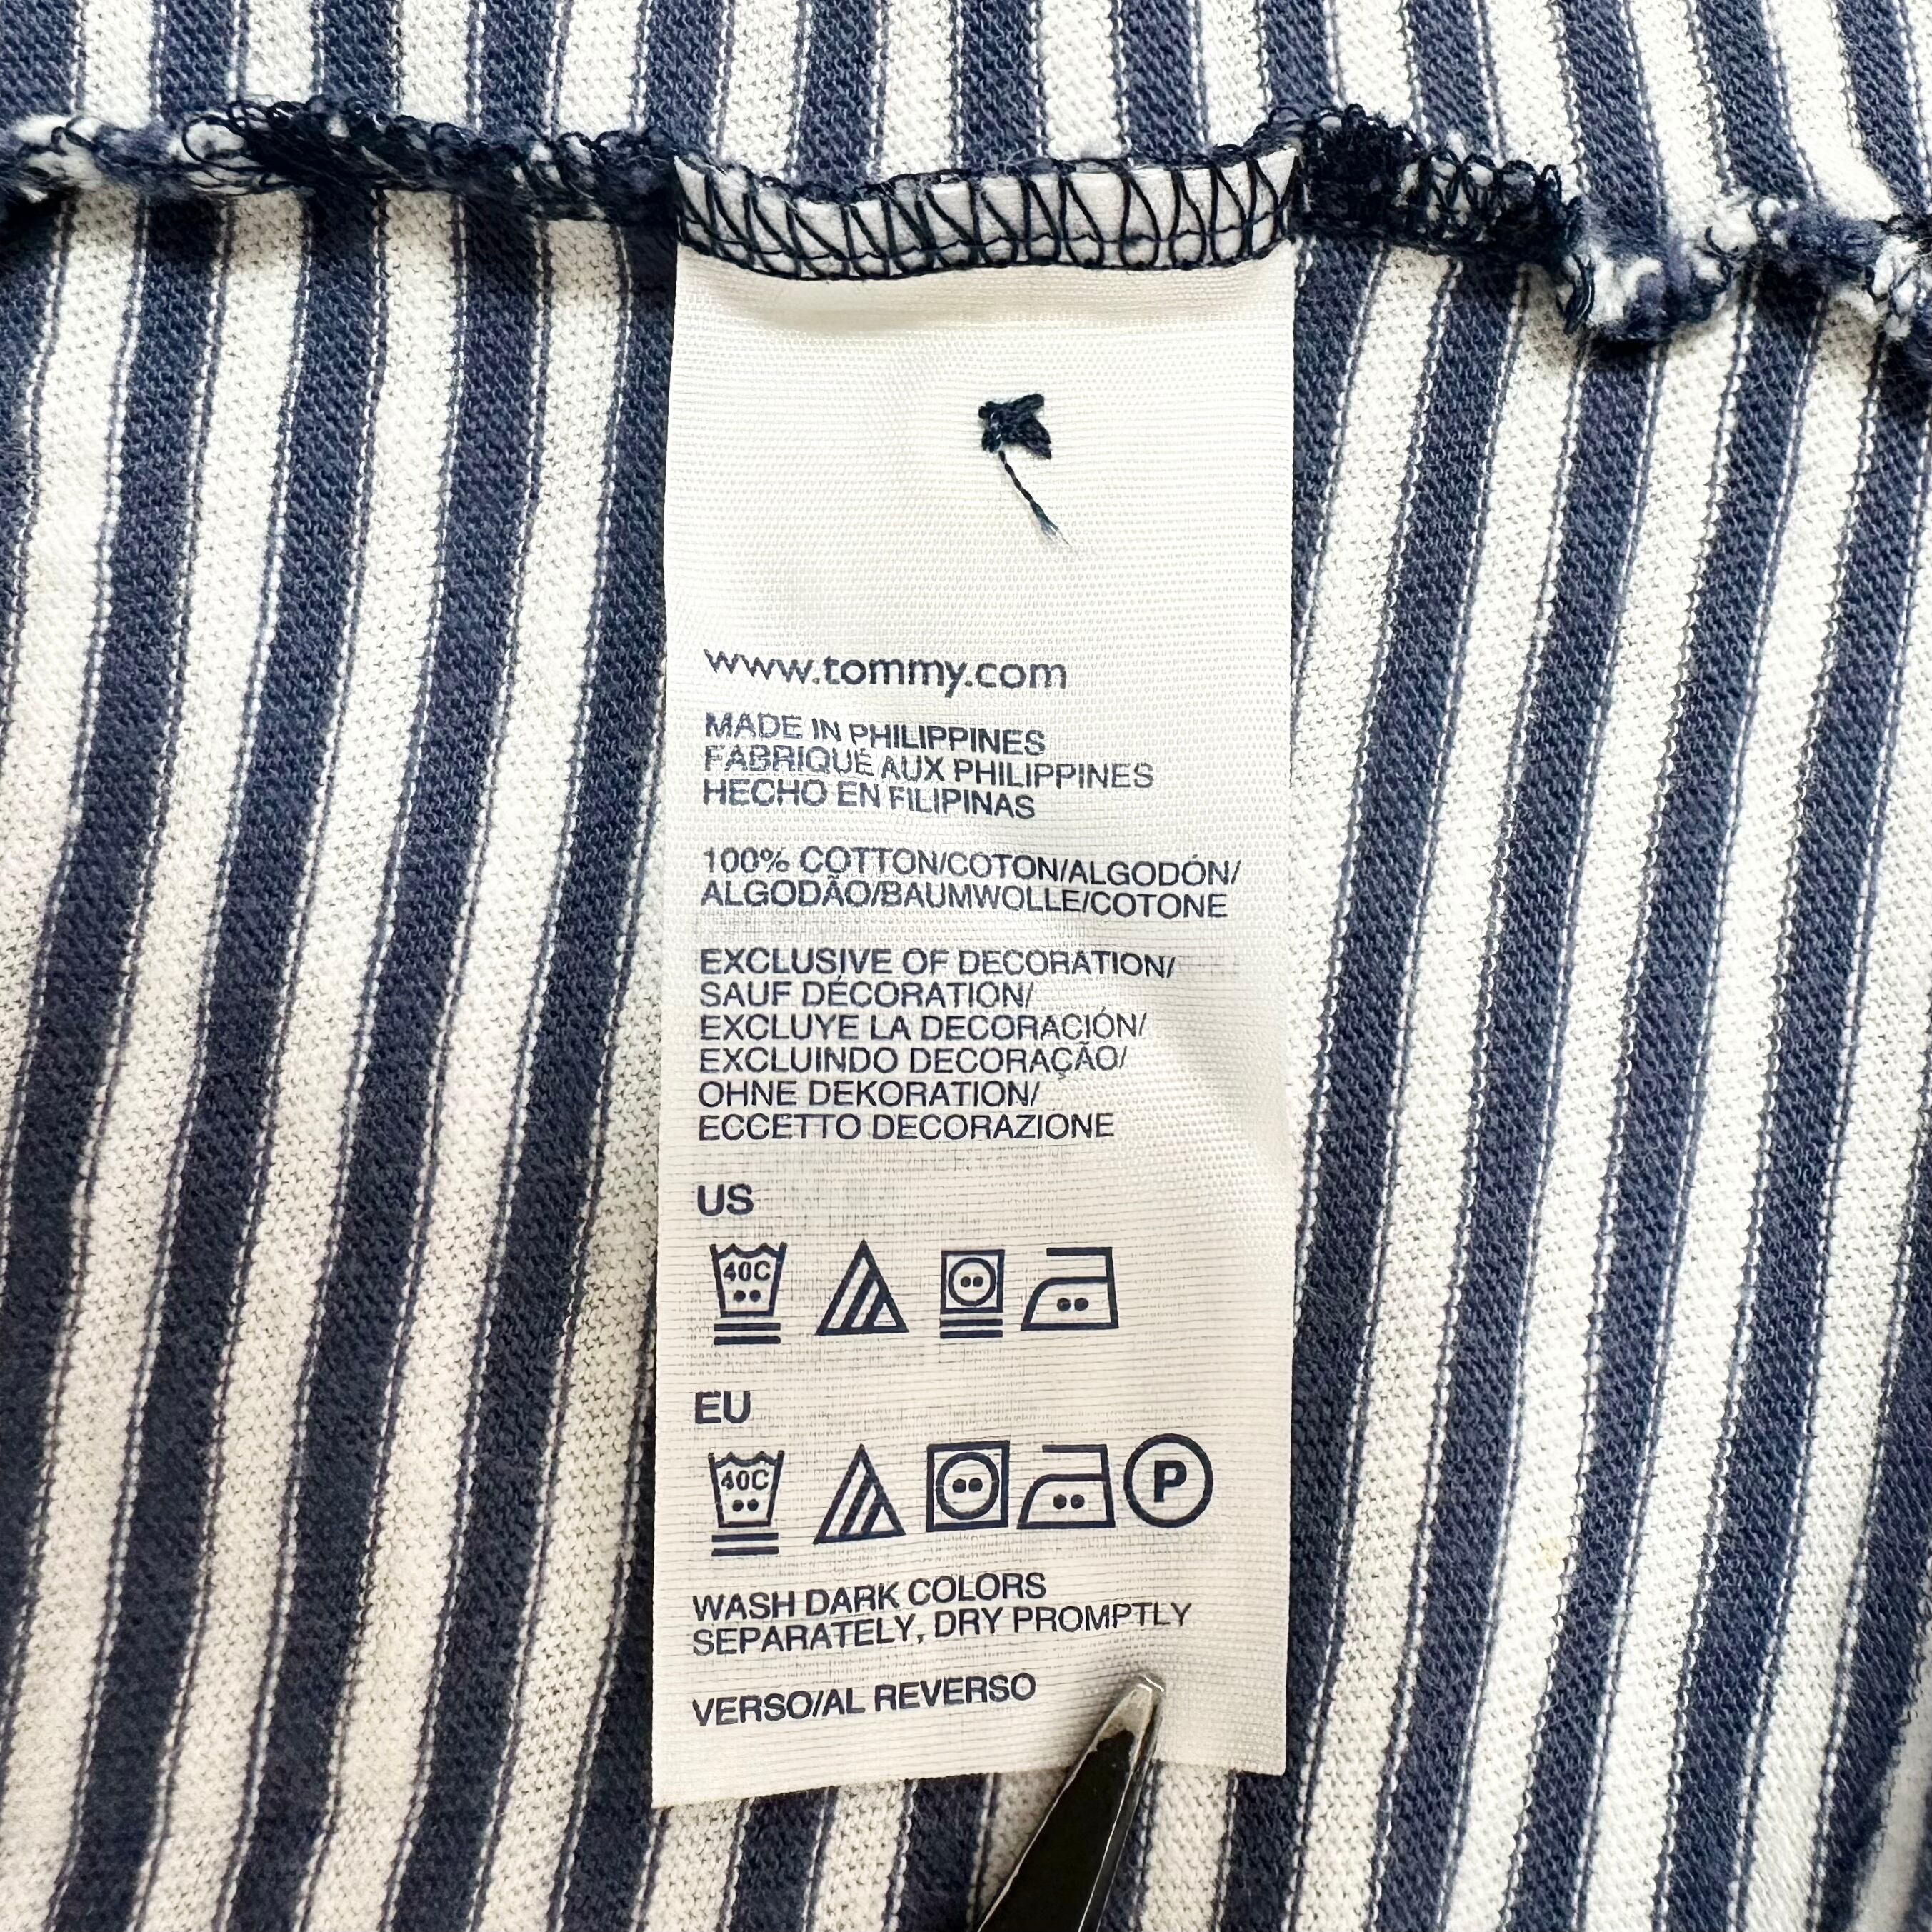 www.tommy.com
MADE IN PHILIPPINES
FABRIQUÉ AUX PHILIPPINES
HECHO EN FILIPINAS
100% COTTON/COTON/ALGODÓN/
ALGODÃO/BAUMWOLLE/COTONE
EXCLUSIVE OF DECORATION/
SAUF DÉCORATION/
EXCLUYE LA DECORACIÓN/
EXCLUINDO DECORAÇÃO/
OHNE DEKORATION/
ECCETTO DECORAZIONE
US
40C
EU
40C P
WASH DARK COLORS
SEPARATELY, DRY PROMPTLY
VERSO/AL REVERSO